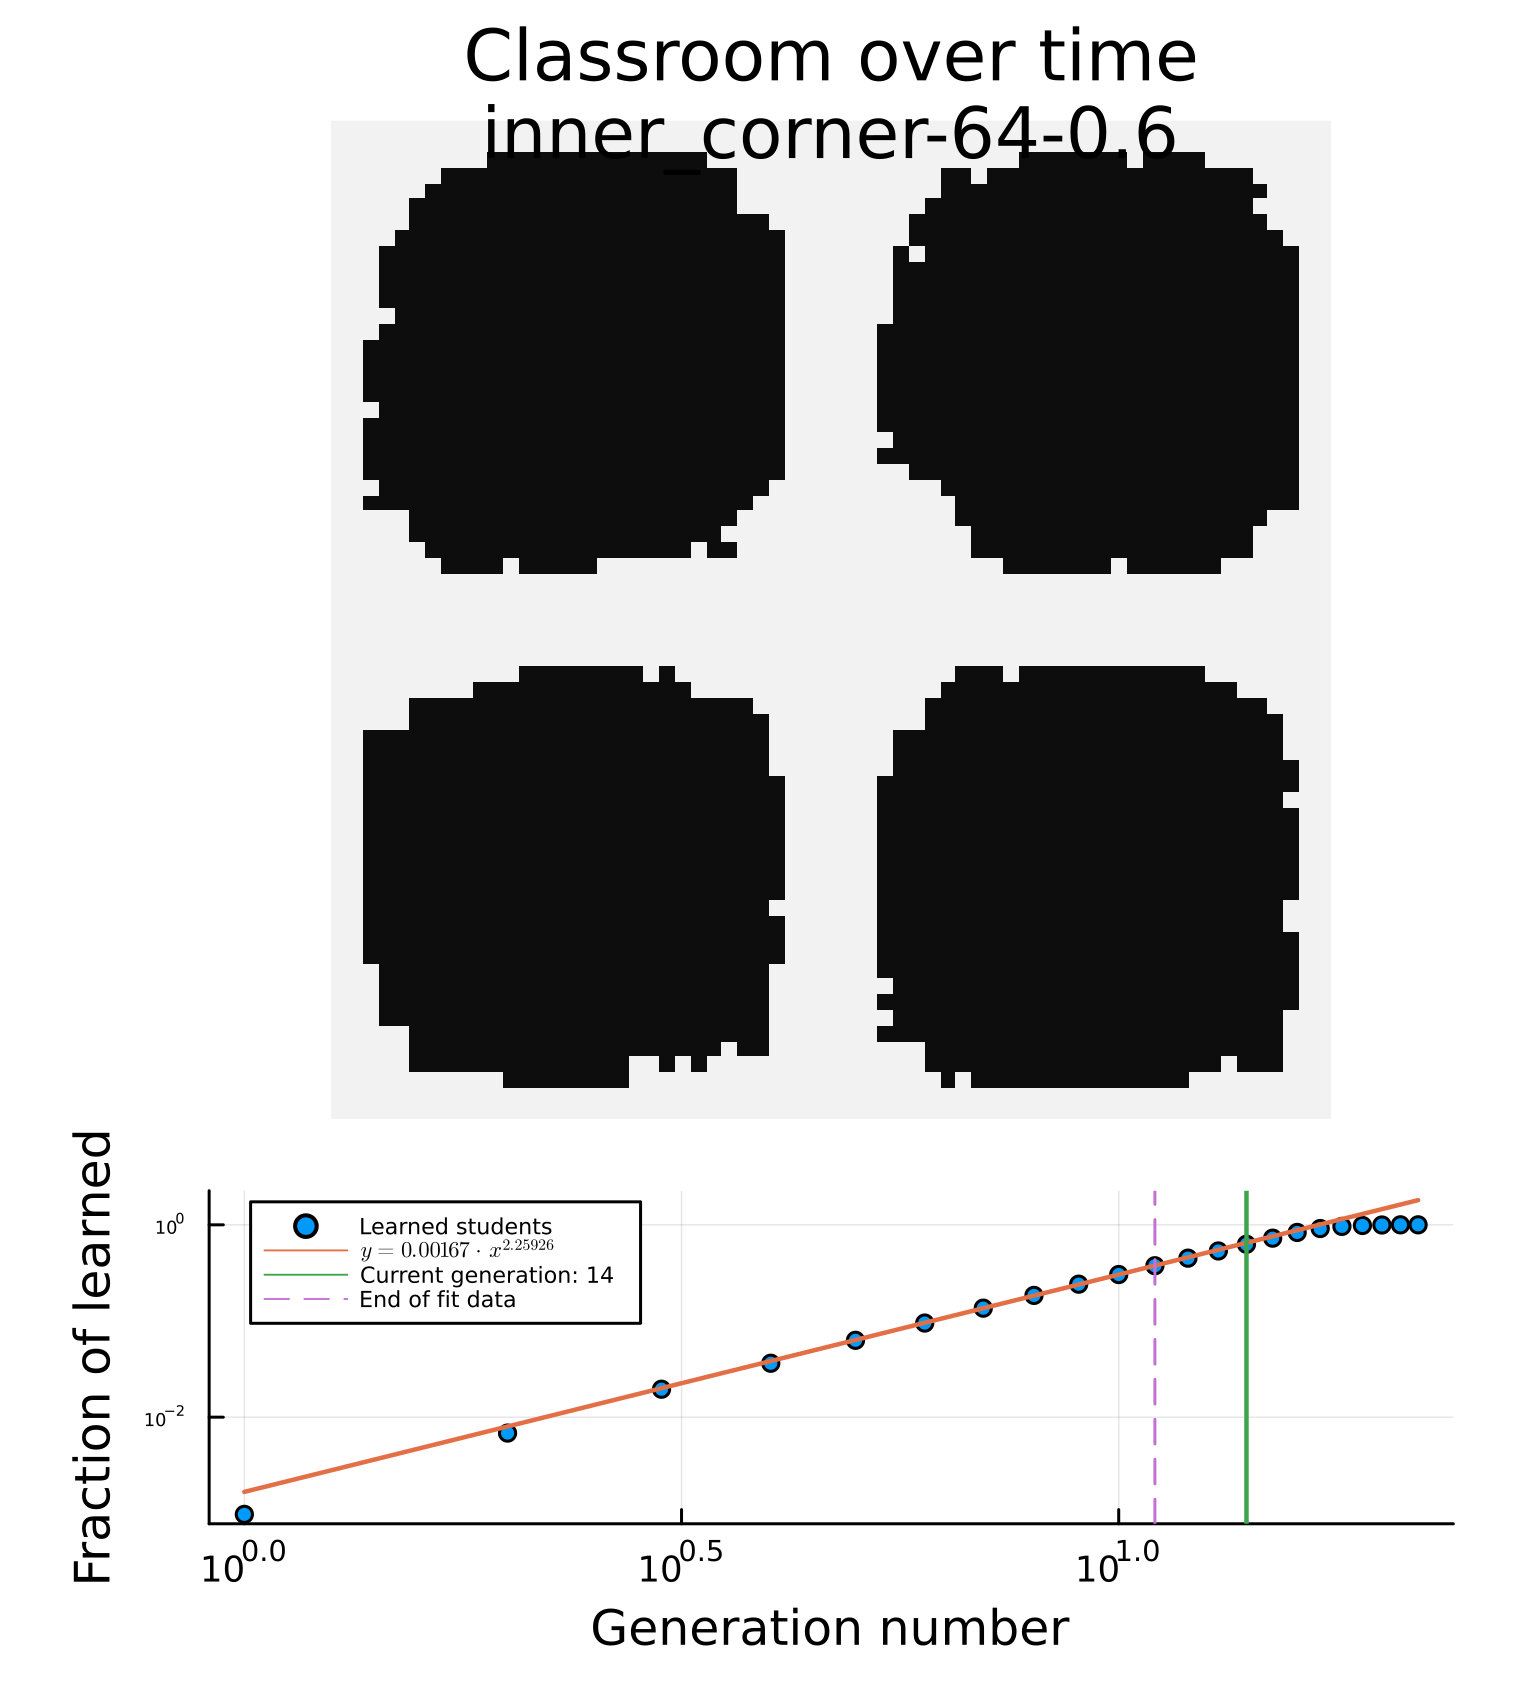 Classroom over time
inner_corner-64-0.6
Fraction of learned
10^0
10^−2
Learned students
y = 0.00167 · x^2.25926
Current generation: 14
End of fit data
10^0.0
10^0.5
10^1.0
Generation number